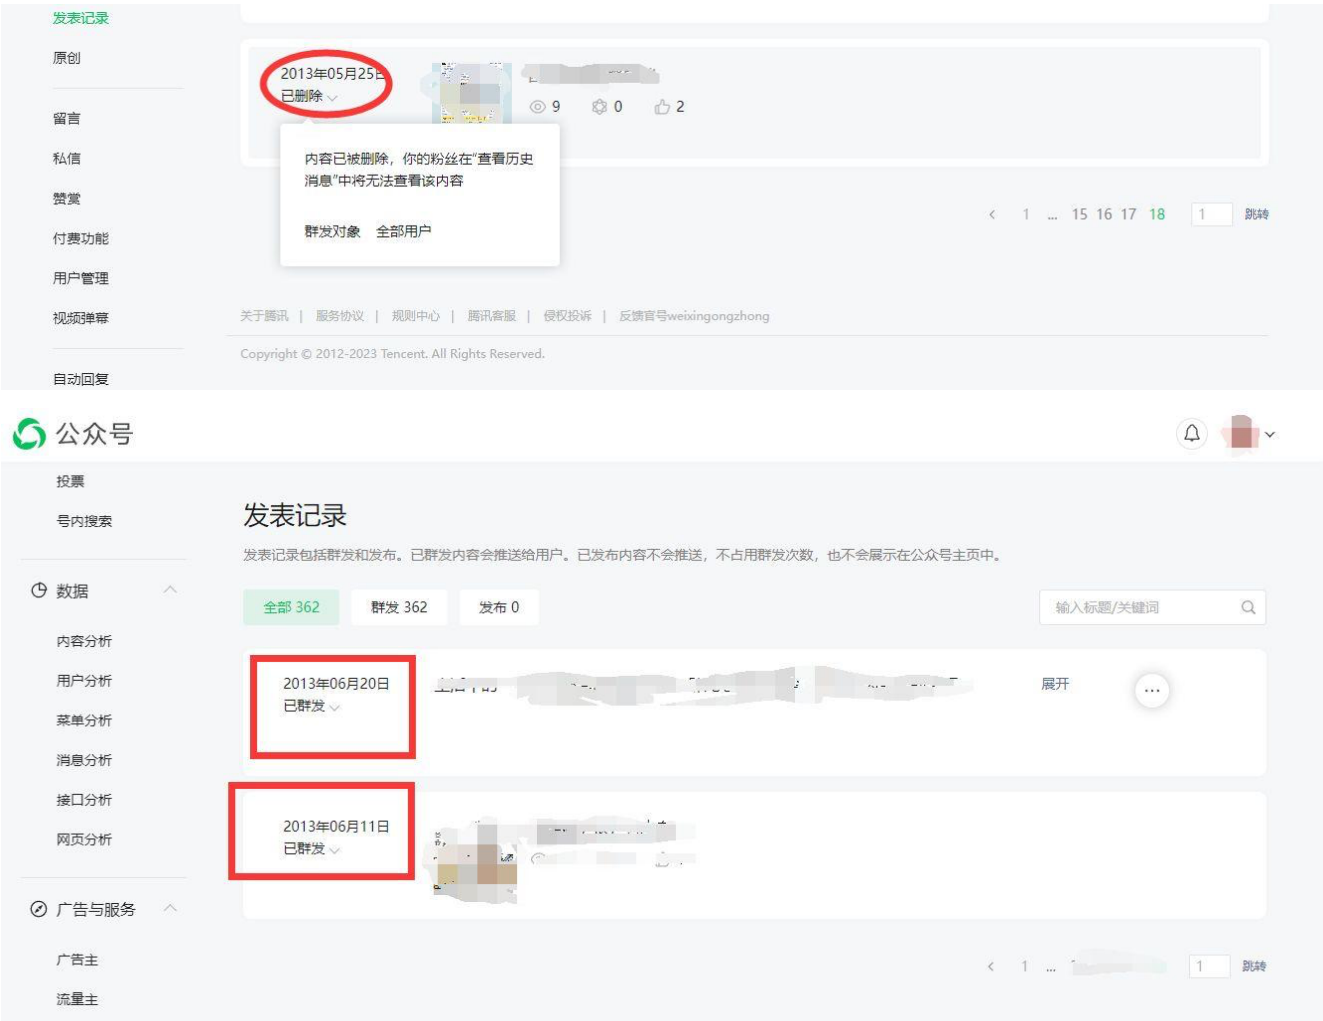 发表记录
原创
留言
私信
赞赏
付费功能
用户管理
视频弹幕
自动回复
2013年05月25日
已删除
9 0 2
内容已被删除，你的粉丝在“查看历史
消息”中将无法查看该内容
群发对象 全部用户
1 ... 15 16 17 18 1 跳转
关于腾讯 | 服务协议 | 规则中心 | 腾讯客服 | 侵权投诉 | 反馈官号weixingongzhong
Copyright © 2012-2023 Tencent. All Rights Reserved.
公众号
投票
号内搜索
数据
内容分析
用户分析
菜单分析
消息分析
接口分析
网页分析
广告与服务
广告主
流量主
发表记录
发表记录包括群发和发布。已群发内容会推送给用户。已发布内容不会推送，不占用群发次数，也不会展示在公众号主页中。
全部 362 群发 362 发布 0 输入标题/关键词
2013年06月20日 展开
已群发
2013年06月11日
已群发
1 ... 1 跳转